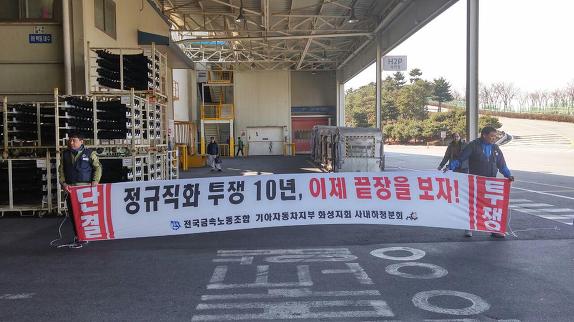 H2P
단결
정규직화 투쟁 10년, 이제 끝장을 보자!
전국금속노동조합 기아자동차지부 화성지회 사내하청분회
투쟁